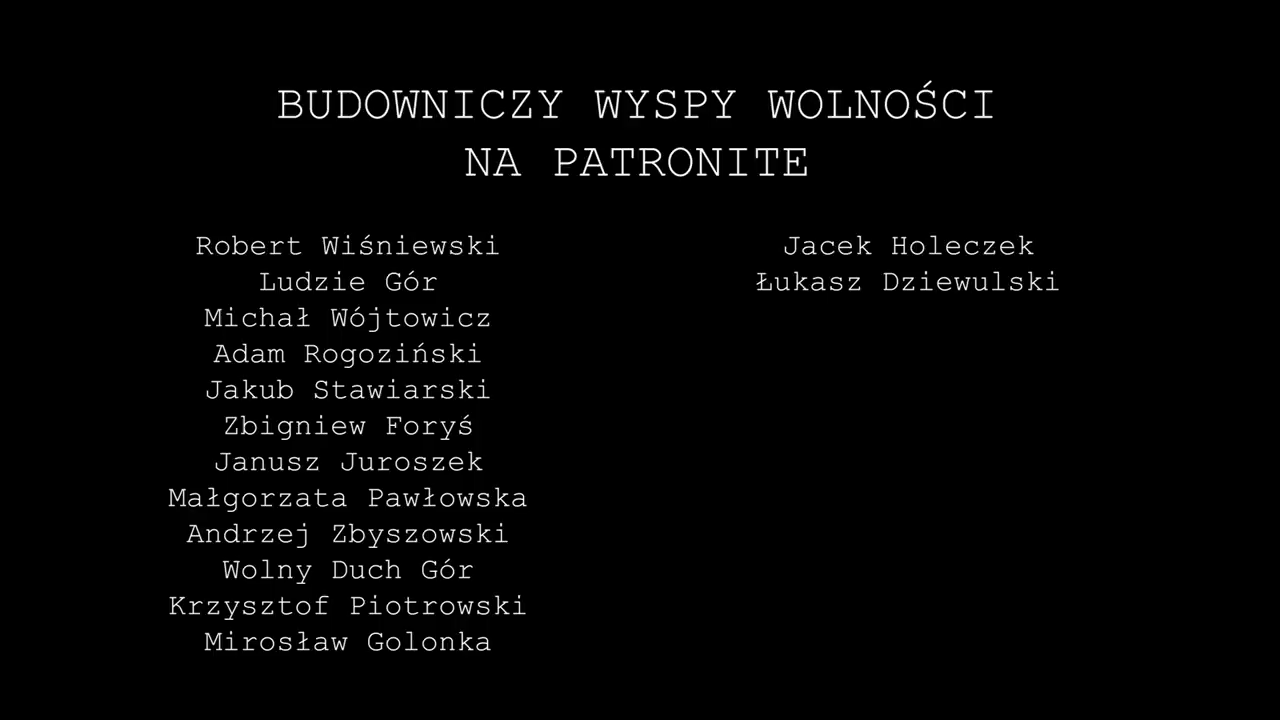 BUDOWNICZY WYSPY WOLNOŚCI
NA PATRONITE
Robert Wiśniewski
Ludzie Gór
Michał Wójtowicz
Adam Rogoziński
Jakub Stawiarski
Zbigniew Foryś
Janusz Juroszek
Małgorzata Pawłowska
Andrzej Zbyszowski
Wolny Duch Gór
Krzysztof Piotrowski
Mirosław Golonka
Jacek Holeczek
Łukasz Dziewulski